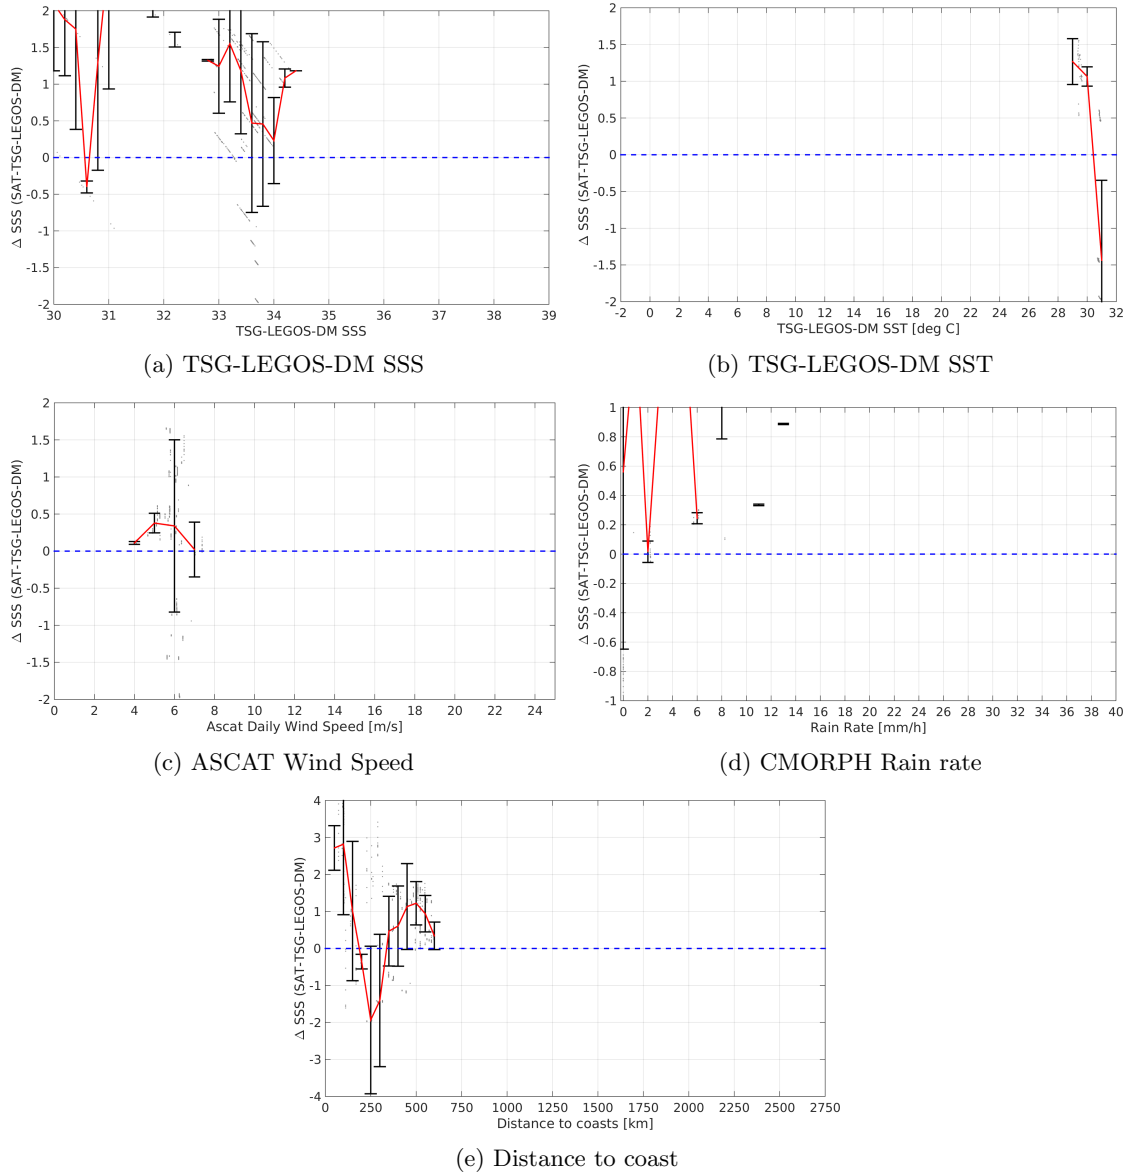 2
1.5
1
0.5
0
-0.5
-1
-1.5
-2
Δ SSS (SAT-TSG-LEGOS-DM)
30 31 32 33 34 35 36 37 38 39
TSG-LEGOS-DM SSS
(a) TSG-LEGOS-DM SSS
2
1.5
1
0.5
0
-0.5
-1
-1.5
-2
Δ SSS (SAT-TSG-LEGOS-DM)
-2 0 2 4 6 8 10 12 14 16 18 20 22 24 26 28 30 32
TSG-LEGOS-DM SST [deg C]
(b) TSG-LEGOS-DM SST
2
1.5
1
0.5
0
-0.5
-1
-1.5
-2
Δ SSS (SAT-TSG-LEGOS-DM)
0 2 4 6 8 10 12 14 16 18 20 22 24
Ascat Daily Wind Speed [m/s]
(c) ASCAT Wind Speed
1
0.8
0.6
0.4
0.2
0
-0.2
-0.4
-0.6
-0.8
-1
Δ SSS (SAT-TSG-LEGOS-DM)
0 2 4 6 8 10 12 14 16 18 20 22 24 26 28 30 32 34 36 38 40
Rain Rate [mm/h]
(d) CMORPH Rain rate
4
3
2
1
0
-1
-2
-3
-4
Δ SSS (SAT-TSG-LEGOS-DM)
0 250 500 750 1000 1250 1500 1750 2000 2250 2500 2750
Distance to coasts [km]
(e) Distance to coast